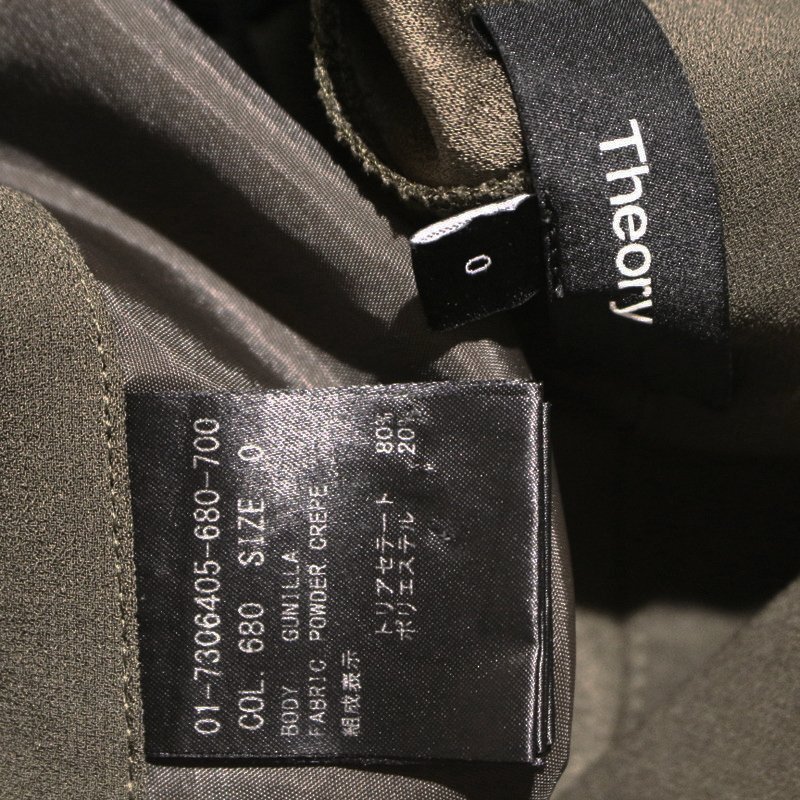 Theory
0
01-7306405-680-700
COL. 680 SIZE 0
BODY GUNILLA
FABRIC POWDER CREPE
組成表示
トリアセテート 80%
ポリエステル 20%